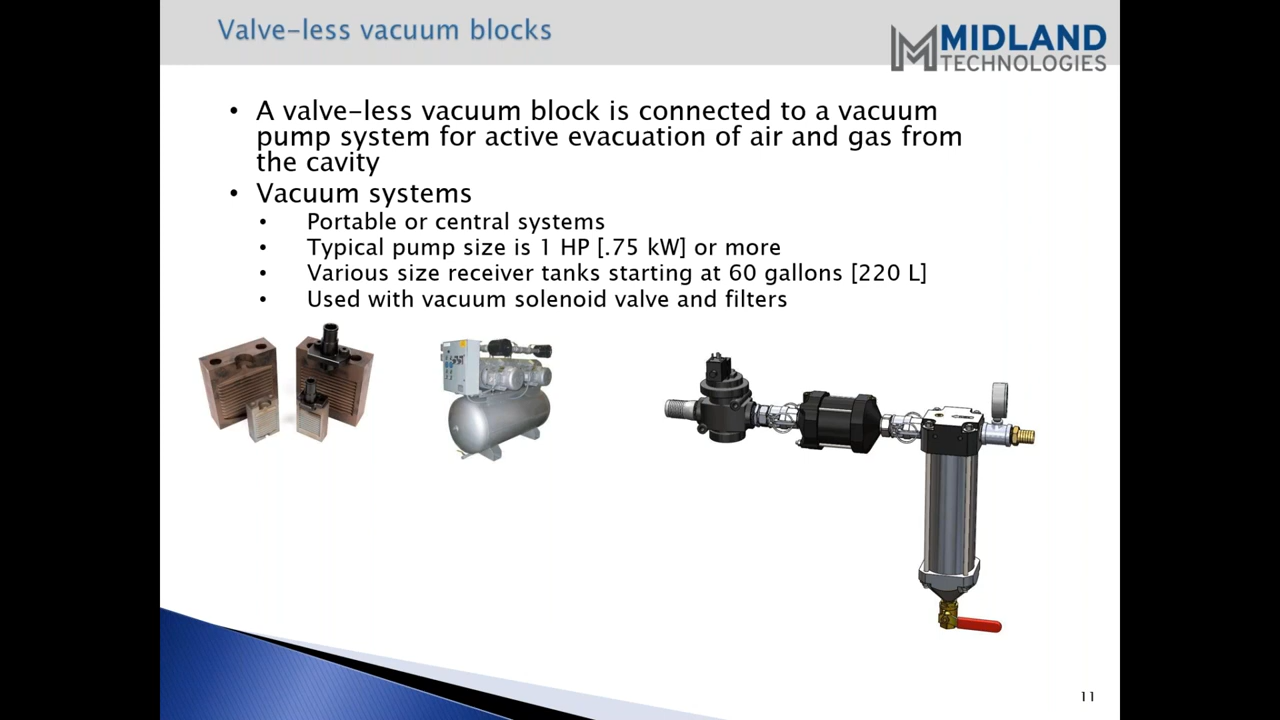 Valve-less vacuum blocks
MIDLAND
TECHNOLOGIES
• A valve-less vacuum block is connected to a vacuum
pump system for active evacuation of air and gas from
the cavity
• Vacuum systems
• Portable or central systems
• Typical pump size is 1 HP [.75 kW] or more
• Various size receiver tanks starting at 60 gallons [220 L]
• Used with vacuum solenoid valve and filters
11